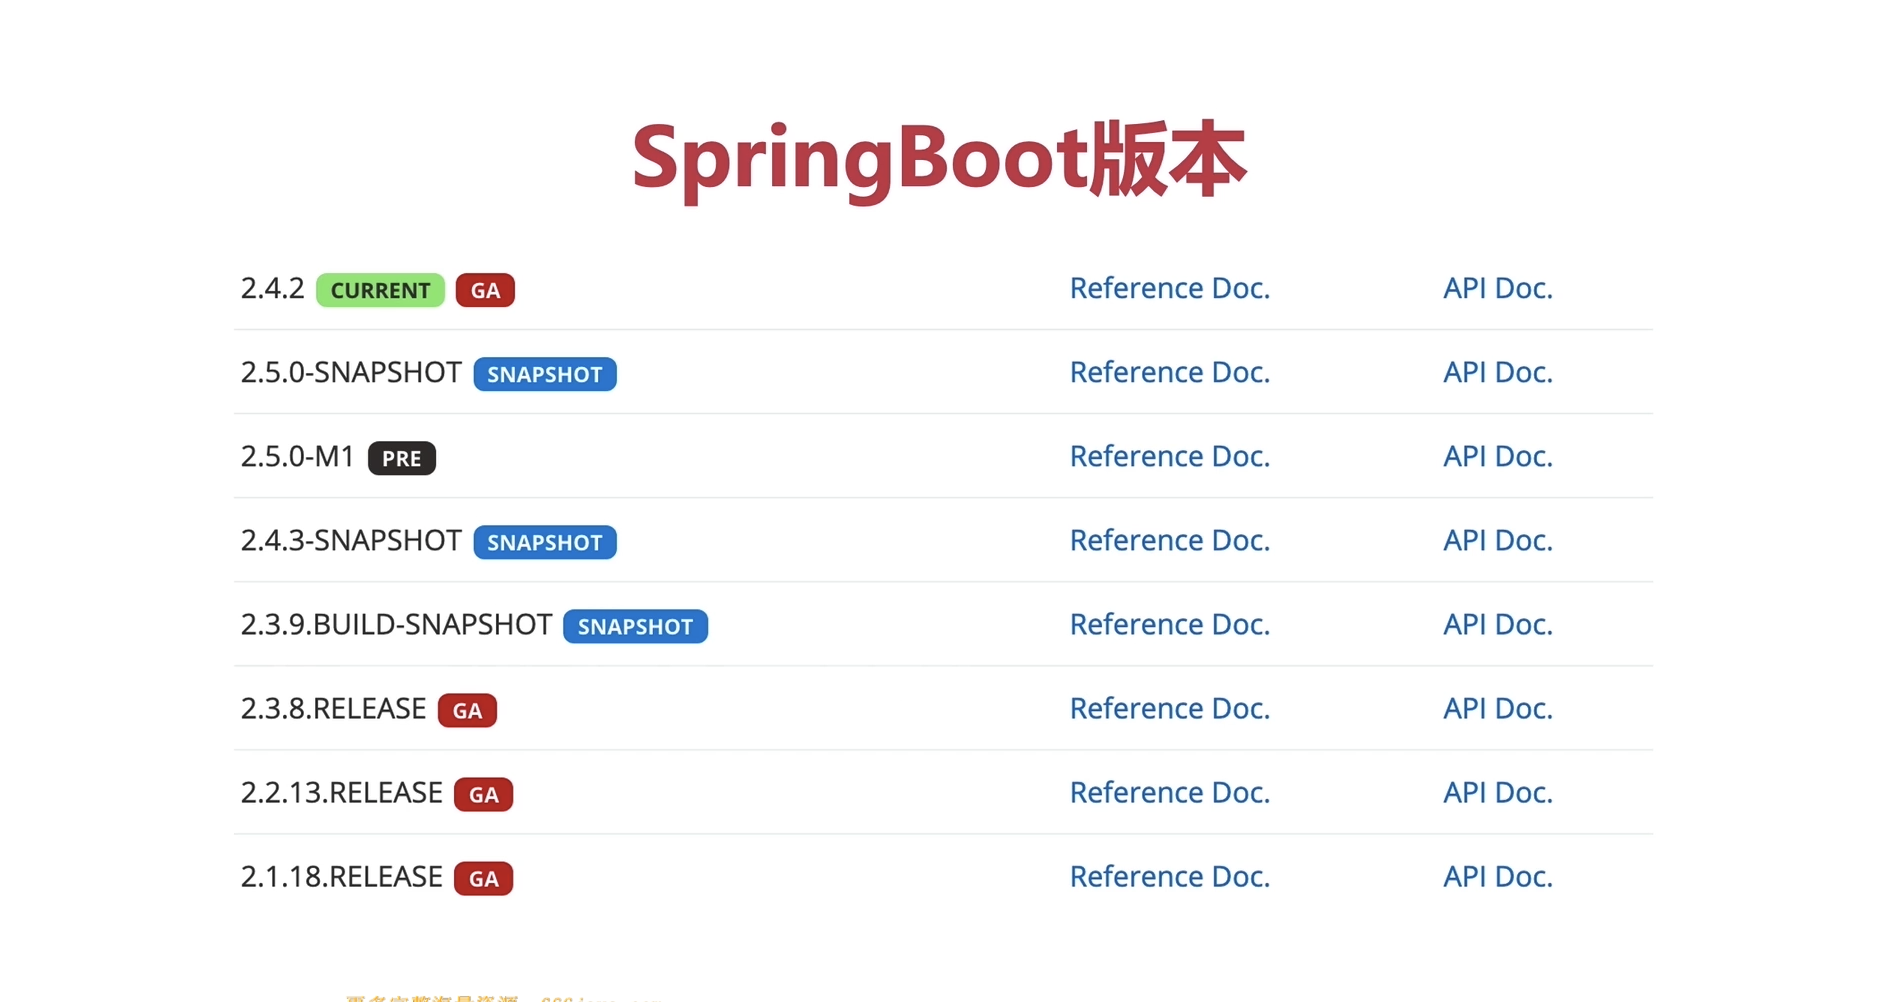 SpringBoot版本
2.4.2 CURRENT GA Reference Doc. API Doc.
2.5.0-SNAPSHOT SNAPSHOT Reference Doc. API Doc.
2.5.0-M1 PRE Reference Doc. API Doc.
2.4.3-SNAPSHOT SNAPSHOT Reference Doc. API Doc.
2.3.9.BUILD-SNAPSHOT SNAPSHOT Reference Doc. API Doc.
2.3.8.RELEASE GA Reference Doc. API Doc.
2.2.13.RELEASE GA Reference Doc. API Doc.
2.1.18.RELEASE GA Reference Doc. API Doc.